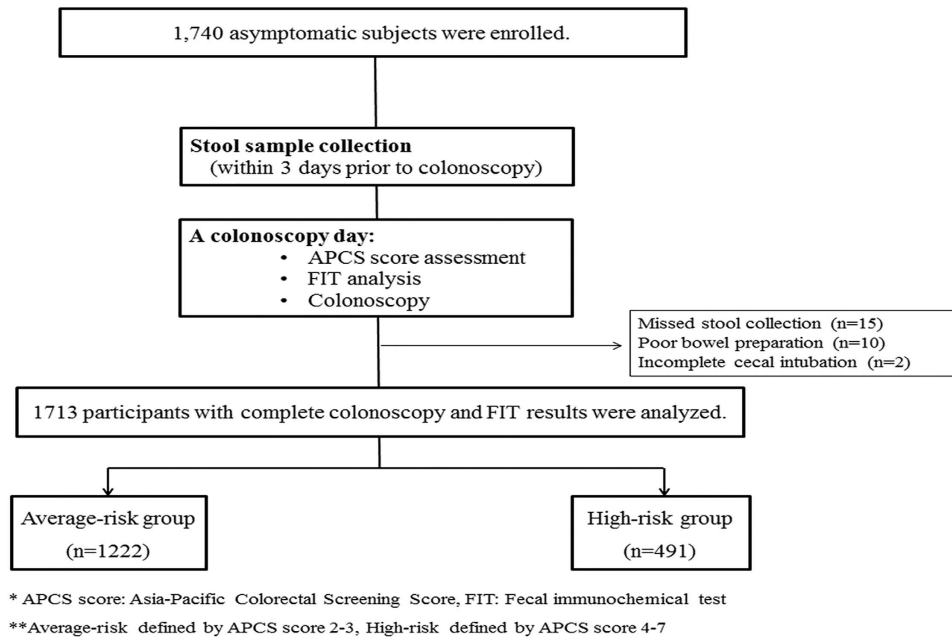 1,740 asymptomatic subjects were enrolled.
Stool sample collection
(within 3 days prior to colonoscopy)
A colonoscopy day:
• APCS score assessment
• FIT analysis
• Colonoscopy
Missed stool collection (n=15)
Poor bowel preparation (n=10)
Incomplete cecal intubation (n=2)
1713 participants with complete colonoscopy and FIT results were analyzed.
Average-risk group
(n=1222)
High-risk group
(n=491)
* APCS score: Asia-Pacific Colorectal Screening Score, FIT: Fecal immunochemical test
**Average-risk defined by APCS score 2-3, High-risk defined by APCS score 4-7